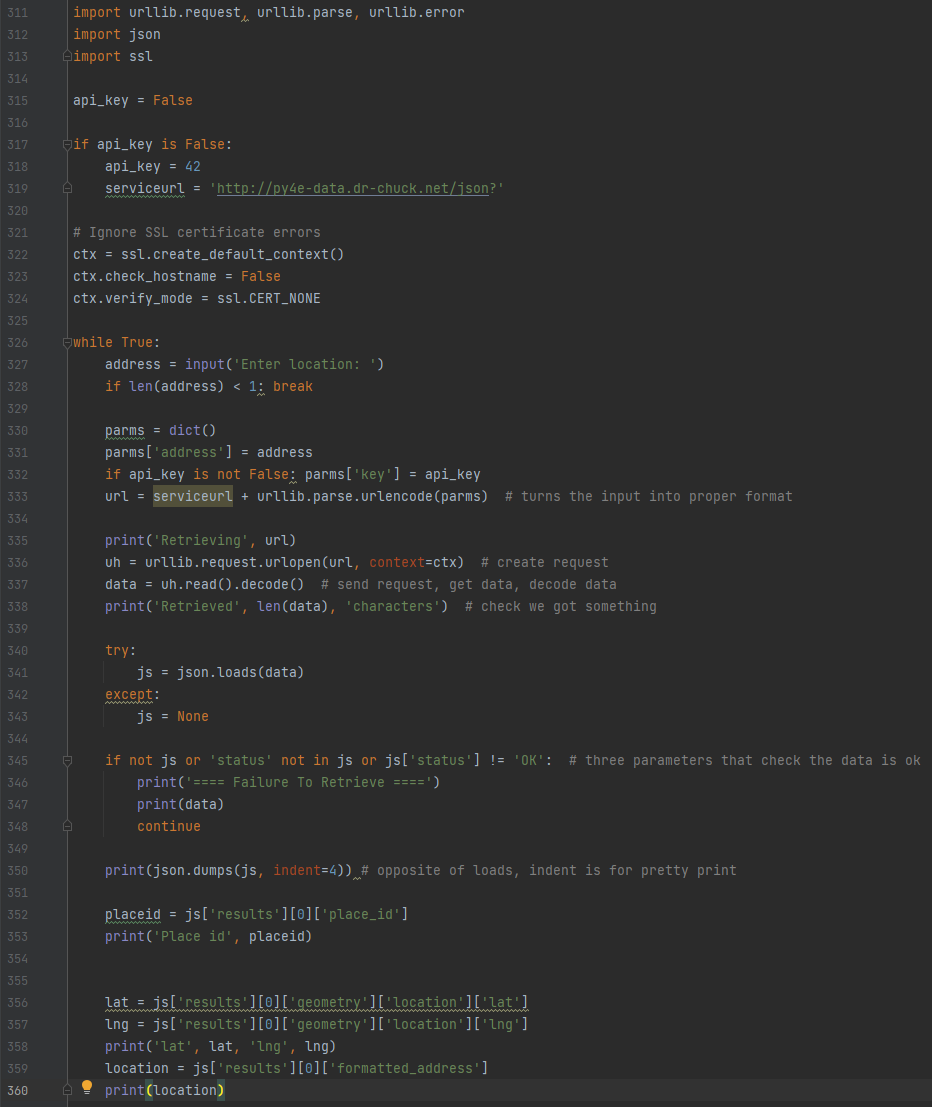 311 import urllib.request, urllib.parse, urllib.error
312 import json
313 import ssl
314
315 api_key = False
316
317 if api_key is False:
318     api_key = 42
319     serviceurl = 'http://py4e-data.dr-chuck.net/json?'
320
321 # Ignore SSL certificate errors
322 ctx = ssl.create_default_context()
323 ctx.check_hostname = False
324 ctx.verify_mode = ssl.CERT_NONE
325
326 while True:
327     address = input('Enter location: ')
328     if len(address) < 1: break
329
330     parms = dict()
331     parms['address'] = address
332     if api_key is not False: parms['key'] = api_key
333     url = serviceurl + urllib.parse.urlencode(parms)  # turns the input into proper format
334
335     print('Retrieving', url)
336     uh = urllib.request.urlopen(url, context=ctx)  # create request
337     data = uh.read().decode()  # send request, get data, decode data
338     print('Retrieved', len(data), 'characters')  # check we got something
339
340     try:
341         js = json.loads(data)
342     except:
343         js = None
344
345     if not js or 'status' not in js or js['status'] != 'OK':  # three parameters that check the data is ok
346         print('==== Failure To Retrieve ====')
347         print(data)
348         continue
349
350     print(json.dumps(js, indent=4)) # opposite of loads, indent is for pretty print
351
352     placeid = js['results'][0]['place_id']
353     print('Place id', placeid)
354
355
356     lat = js['results'][0]['geometry']['location']['lat']
357     lng = js['results'][0]['geometry']['location']['lng']
358     print('lat', lat, 'lng', lng)
359     location = js['results'][0]['formatted_address']
360     print(location)